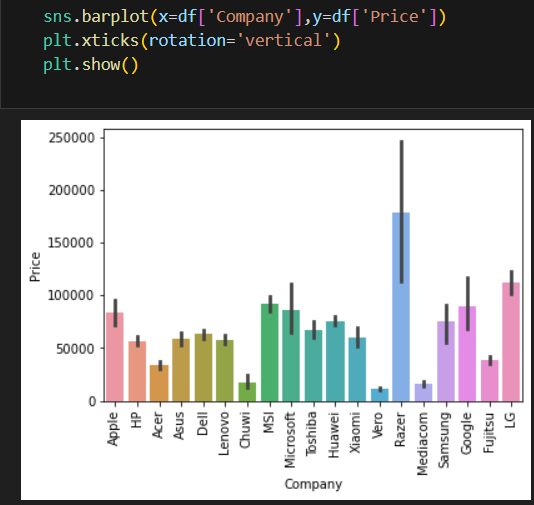 sns.barplot(x=df['Company'],y=df['Price'])
plt.xticks(rotation='vertical')
plt.show()
250000
200000
150000
100000
50000
0
Price
Apple
HP
Acer
Asus
Dell
Lenovo
Chuwi
MSI
Microsoft
Toshiba
Huawei
Xiaomi
Vero
Razer
Mediacom
Samsung
Google
Fujitsu
LG
Company